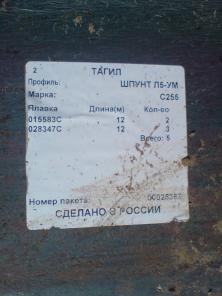 2 ТАГИЛ
Профиль: ШПУНТ Л5-УМ
Марка: С255
Плавка Длина(м) Кол-во
015583С 12 2
028347С 12 3
Всего: 5
Номер пакета
СДЕЛАНО В РОССИИ